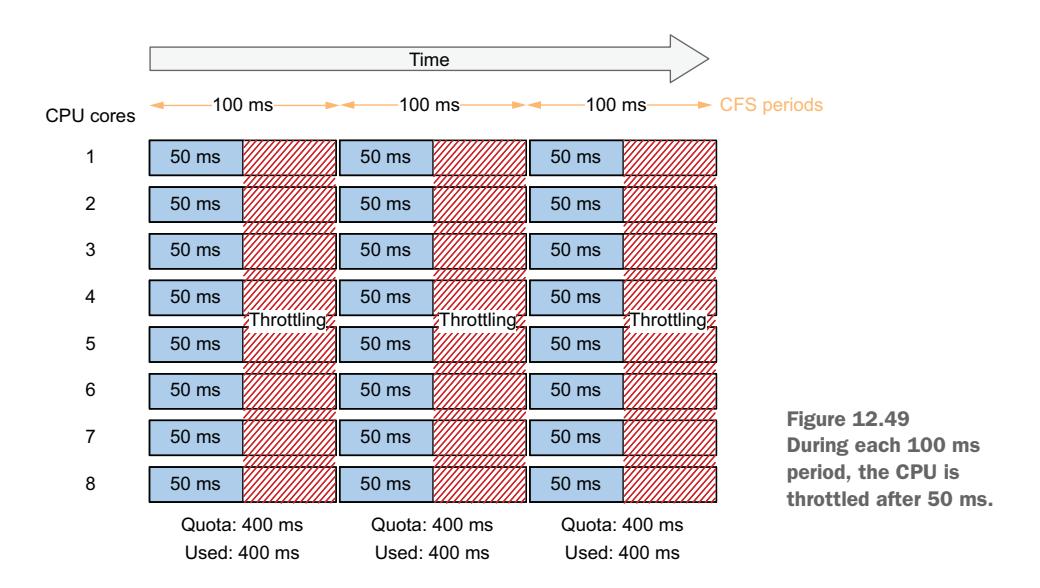 Time
100 ms 100 ms 100 ms CFS periods
CPU cores
1 50 ms 50 ms 50 ms
2 50 ms 50 ms 50 ms
3 50 ms 50 ms 50 ms
4 50 ms 50 ms 50 ms
Throttling Throttling Throttling
5 50 ms 50 ms 50 ms
6 50 ms 50 ms 50 ms
7 50 ms 50 ms 50 ms
8 50 ms 50 ms 50 ms
Quota: 400 ms Quota: 400 ms Quota: 400 ms
Used: 400 ms Used: 400 ms Used: 400 ms
Figure 12.49
During each 100 ms
period, the CPU is
throttled after 50 ms.